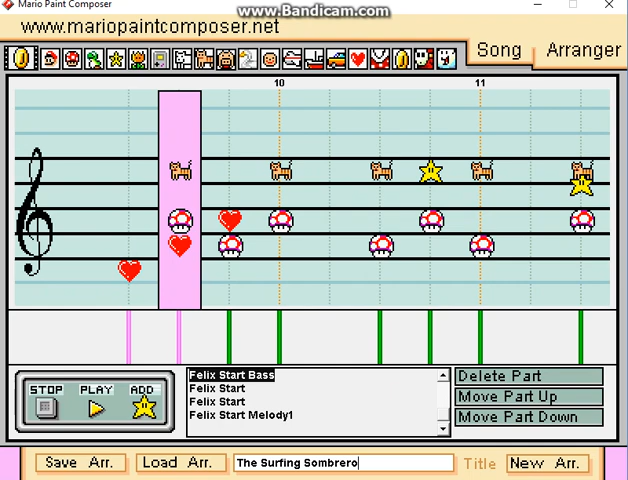 Mario Paint Composer
www.Bandicam.com
www.mariopaintcomposer.net
Song
Arranger
10
11
STOP
PLAY
ADD
Felix Start Bass
Felix Start
Felix Start
Felix Start Melody1
Delete Part
Move Part Up
Move Part Down
Save Arr.
Load Arr.
The Surfing Sombrero
Title
New Arr.